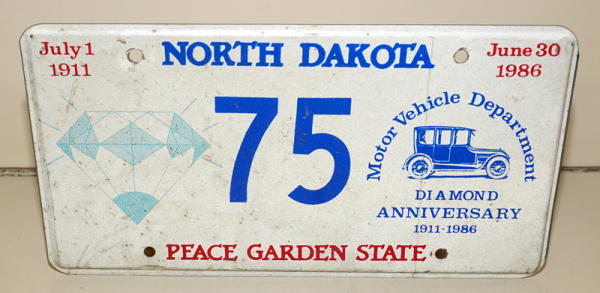 July 1
1911
NORTH DAKOTA
June 30
1986
75
Motor Vehicle Department
DIAMOND
ANNIVERSARY
1911-1986
PEACE GARDEN STATE